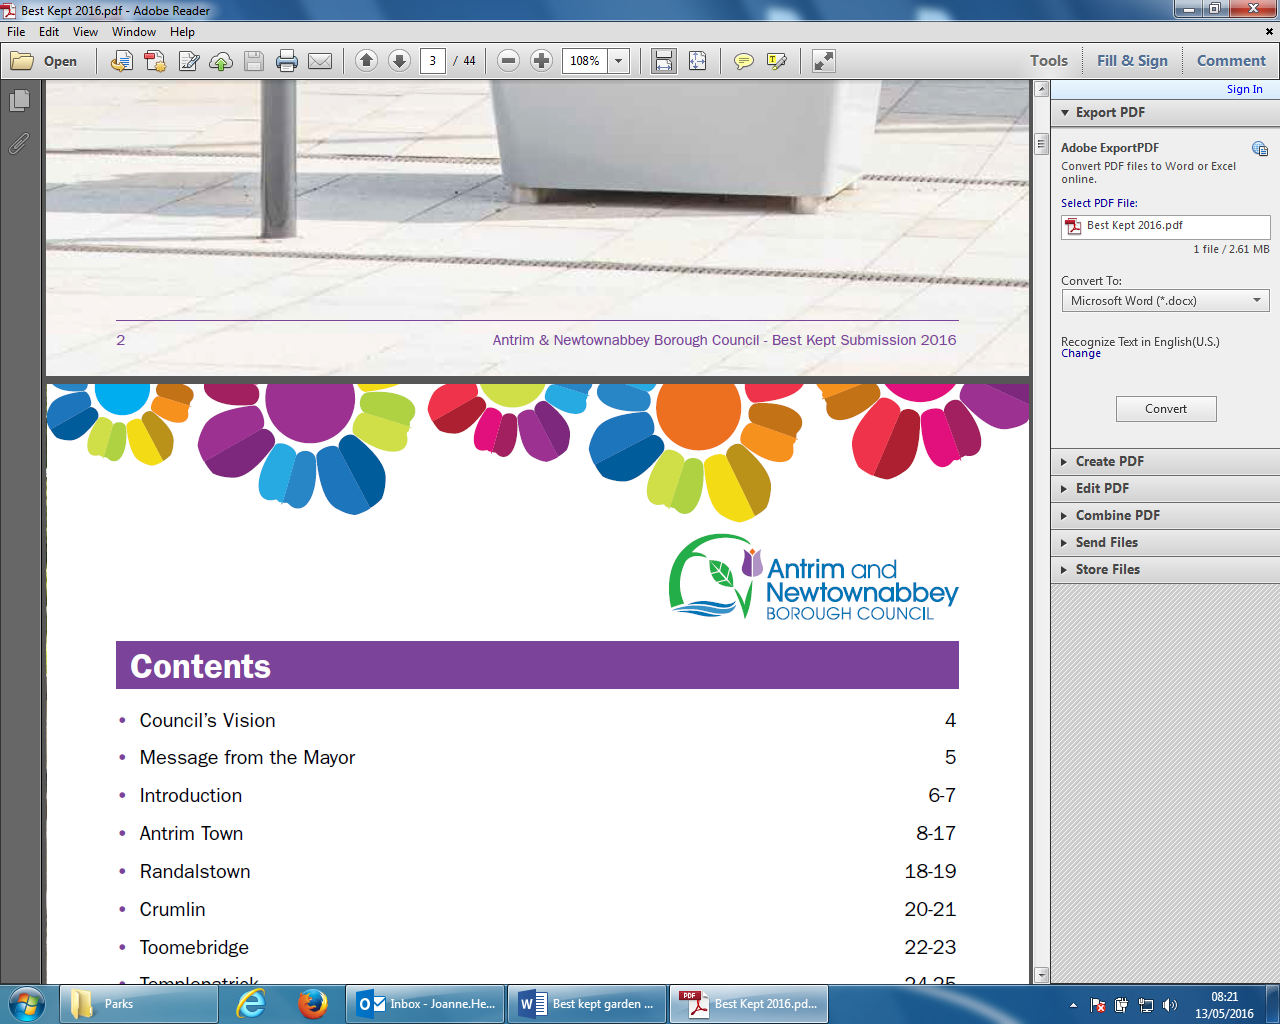 Best Kept 2016.pdf - Adobe Reader
File Edit View Window Help
Open 3 / 44 108% Tools Fill & Sign Comment
Sign In
Export PDF
Adobe ExportPDF
Convert PDF files to Word or Excel
online.
Select PDF File:
Best Kept 2016.pdf
1 file / 2.61 MB
Convert To:
Microsoft Word (*.docx)
Recognize Text in English(U.S.)
Change
Convert
Create PDF
Edit PDF
Combine PDF
Send Files
Store Files
2 Antrim & Newtownabbey Borough Council - Best Kept Submission 2016
Antrim and
Newtownabbey
BOROUGH COUNCIL
Contents
• Council's Vision 4
• Message from the Mayor 5
• Introduction 6-7
• Antrim Town 8-17
• Randalstown 18-19
• Crumlin 20-21
• Toomebridge 22-23
• Templepatrick 24-25
Parks
Inbox - Joanne.He...
Best kept garden ...
PDF
Best Kept 2016.pd...
08:21
13/05/2016